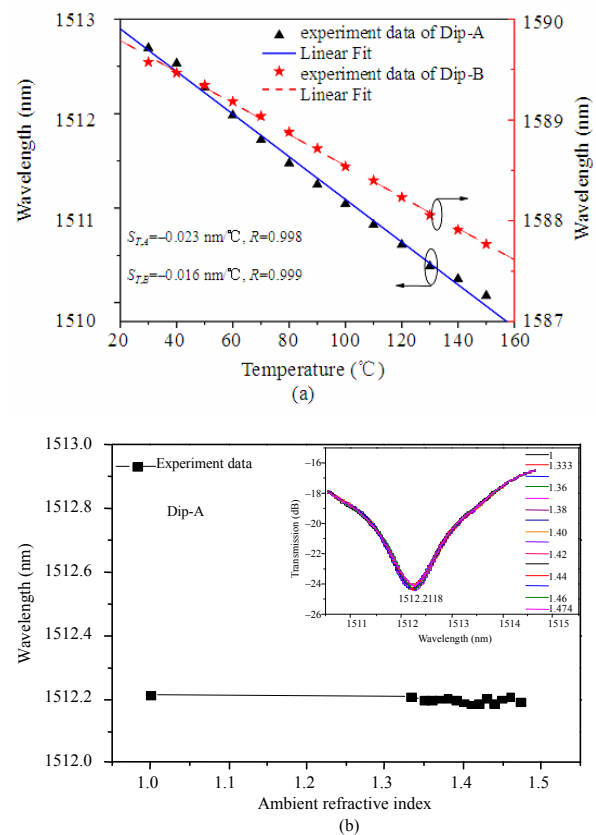 (a)
1513
1512
1511
1510
Wavelength (nm)
experiment data of Dip-A
Linear Fit
experiment data of Dip-B
Linear Fit
1590
1589
1588
1587
Wavelength (nm)
S_T,A=−0.023 nm/℃, R=0.998
S_T,B=−0.016 nm/℃, R=0.999
20 40 60 80 100 120 140 160
Temperature (℃)
(a)
1513.0
1512.8
1512.6
1512.4
1512.2
1512.0
Wavelength (nm)
Experiment data
Dip-A
−16
−18
−20
−22
−24
−26
Transmission (dB)
1512.2118
1
1.333
1.36
1.38
1.40
1.42
1.44
1.46
1.474
1511 1512 1513 1514 1515
Wavelength (nm)
1.0 1.1 1.2 1.3 1.4 1.5
Ambient refractive index
(b)